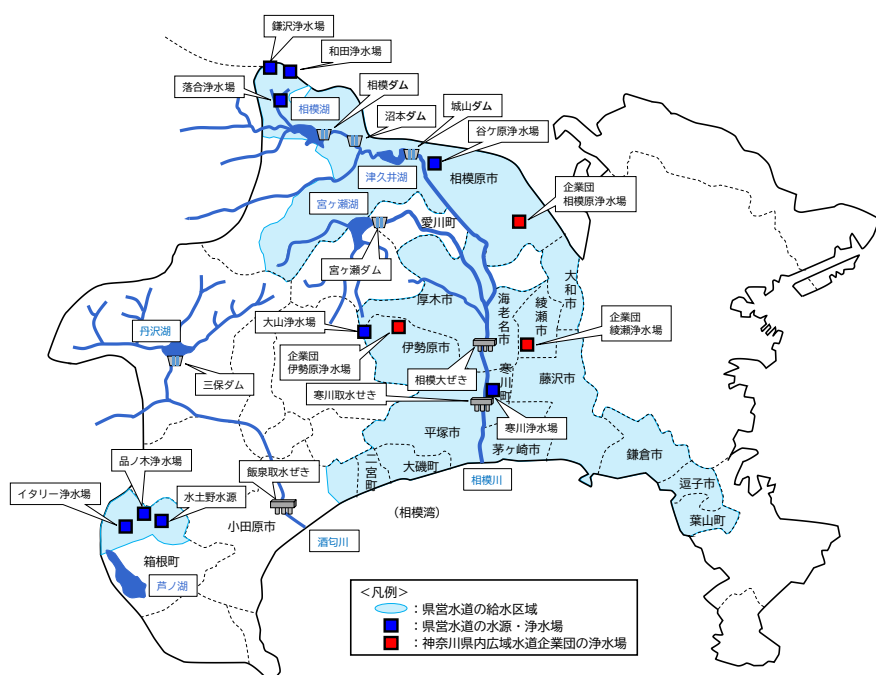 鎌沢浄水場
和田浄水場
落合浄水場
相模ダム
相模湖
沼本ダム
城山ダム
谷ケ原浄水場
津久井湖
相模原市
企業団
相模原浄水場
宮ヶ瀬湖
愛川町
宮ヶ瀬ダム
大和市
厚木市
海老名市
綾瀬市
丹沢湖
大山浄水場
企業団
伊勢原浄水場
伊勢原市
企業団
綾瀬浄水場
三保ダム
相模大ぜき
寒川町
藤沢市
寒川取水せき
寒川浄水場
平塚市
茅ヶ崎市
鎌倉市
品ノ木浄水場
飯泉取水ぜき
二宮町
大磯町
相模川
逗子市
イタリー浄水場
水土野水源
小田原市
(相模湾)
葉山町
酒匂川
箱根町
芦ノ湖
<凡例>
:県営水道の給水区域
:県営水道の水源・浄水場
:神奈川県内広域水道企業団の浄水場